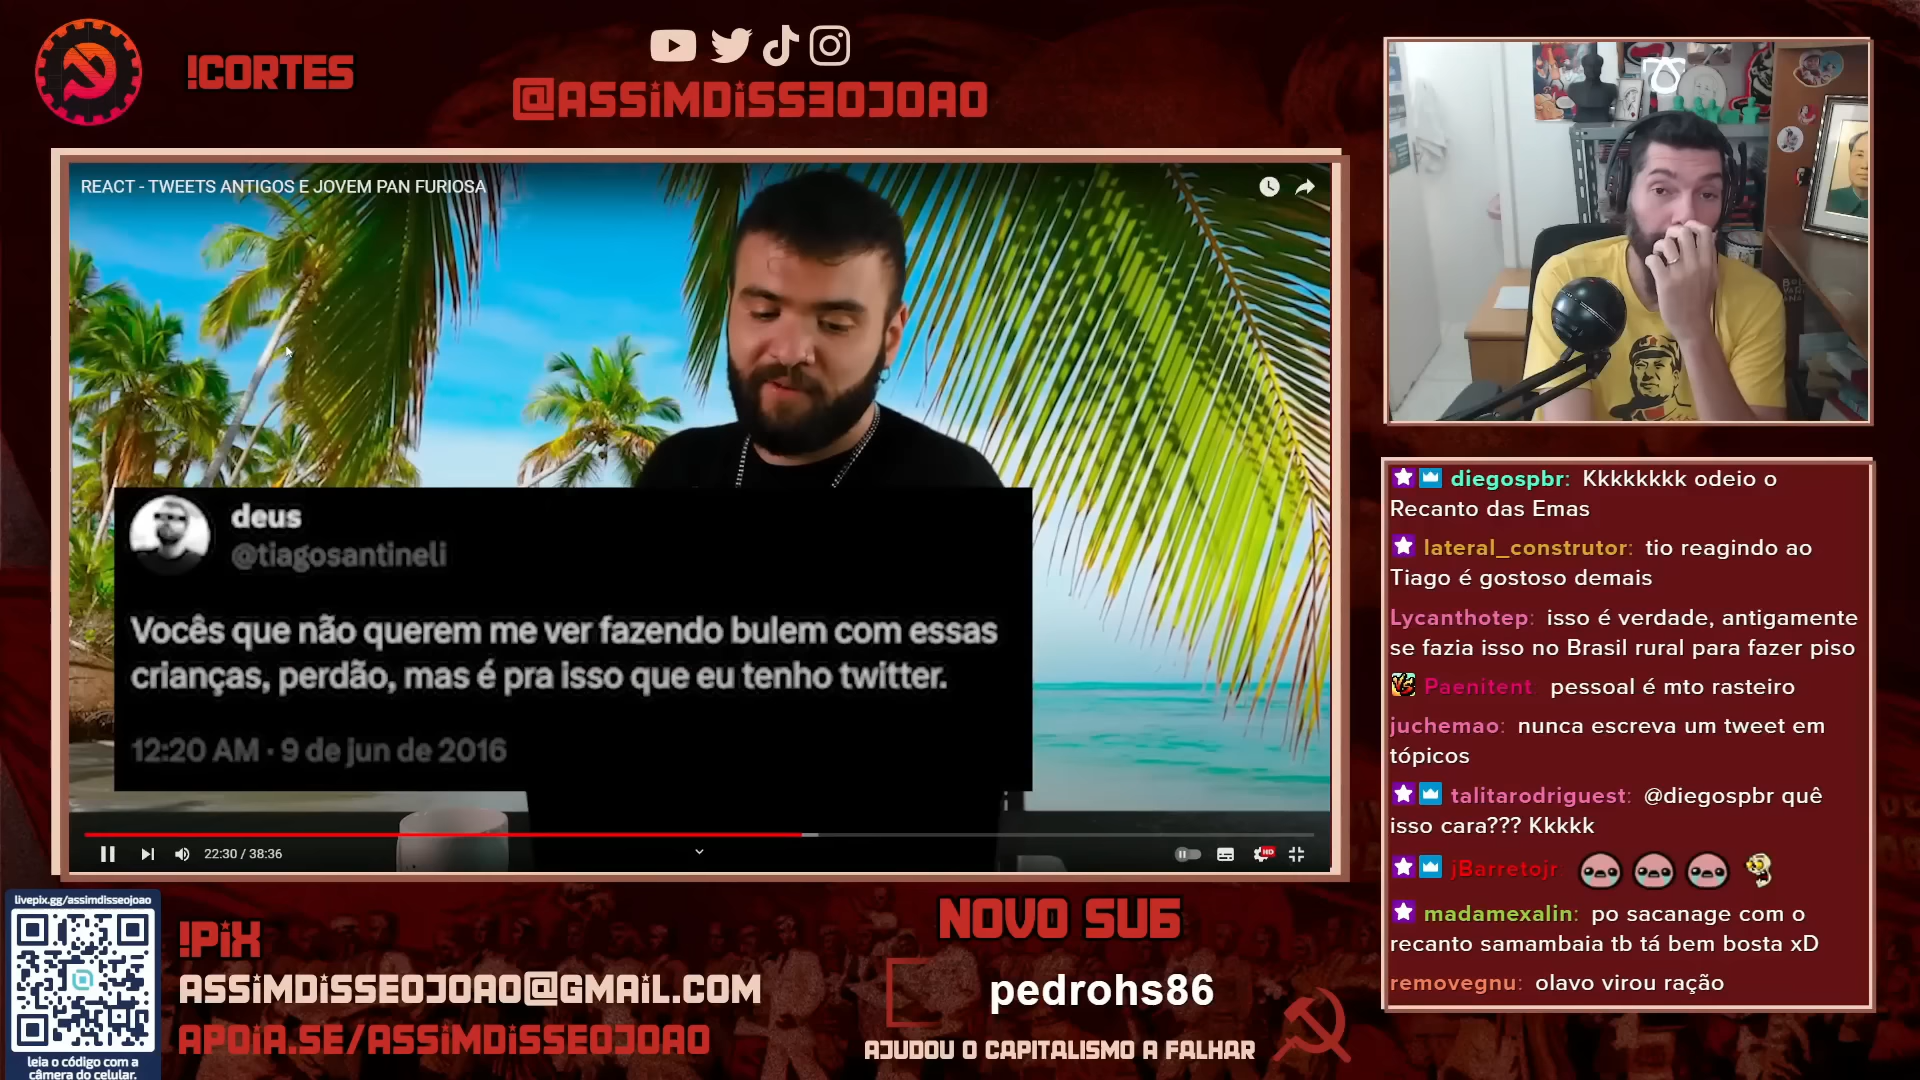 !CORTES
@ASSIMDISSEOJOAO
REACT - TWEETS ANTIGOS E JOVEM PAN FURIOSA
deus
@tiagosantineli
Vocês que não querem me ver fazendo bulem com essas
crianças, perdão, mas é pra isso que eu tenho twitter.
12:20 AM · 9 de jun de 2016
22:30 / 38:36
HD
diegospbr: Kkkkkkkk odeio o
Recanto das Emas
lateral_construtor: tio reagindo ao
Tiago é gostoso demais
Lycanthotep: isso é verdade, antigamente
se fazia isso no Brasil rural para fazer piso
Paenitent: pessoal é mto rasteiro
juchemao: nunca escreva um tweet em
tópicos
talitarodriguest: @diegospbr quê
isso cara??? Kkkkk
jBarretojr:
madamexalin: po sacanage com o
recanto samambaia tb tá bem bosta xD
removegnu: olavo virou ração
livepix.gg/assimdisseojoao
leia o código com a
câmera do celular.
!PIX
ASSIMDISSEOJOAO@GMAIL.COM
APOIA.SE/ASSIMDISSEOJOAO
NOVO SUB
pedrohs86
AJUDOU O CAPITALISMO A FALHAR